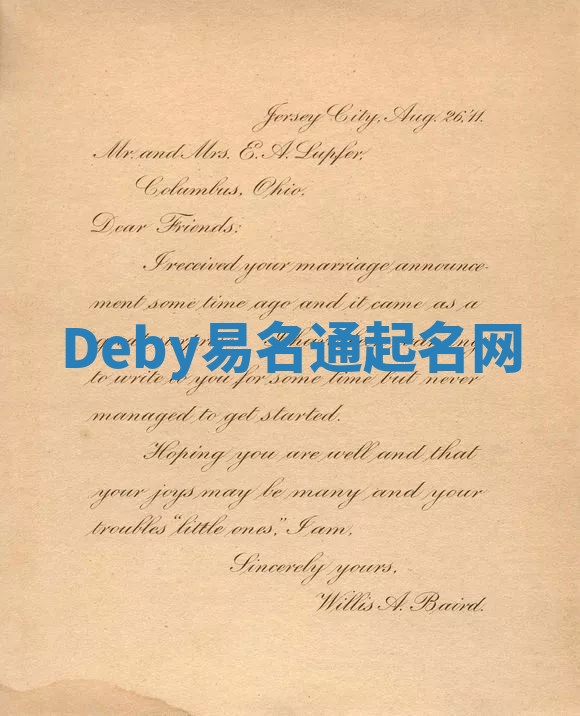 Jersey City, Aug. 26,'11.
Mr. and Mrs. E. A. Lupfer,
Columbus, Ohio.
Dear Friends:
I received your marriage announce-
ment some time ago and it came as a
Deby易名通起名网
to write to you for some time but never
managed to get started.
Hoping you are well and that
your joys may be many and your
troubles "little ones," I am,
Sincerely yours,
Willis A. Baird.